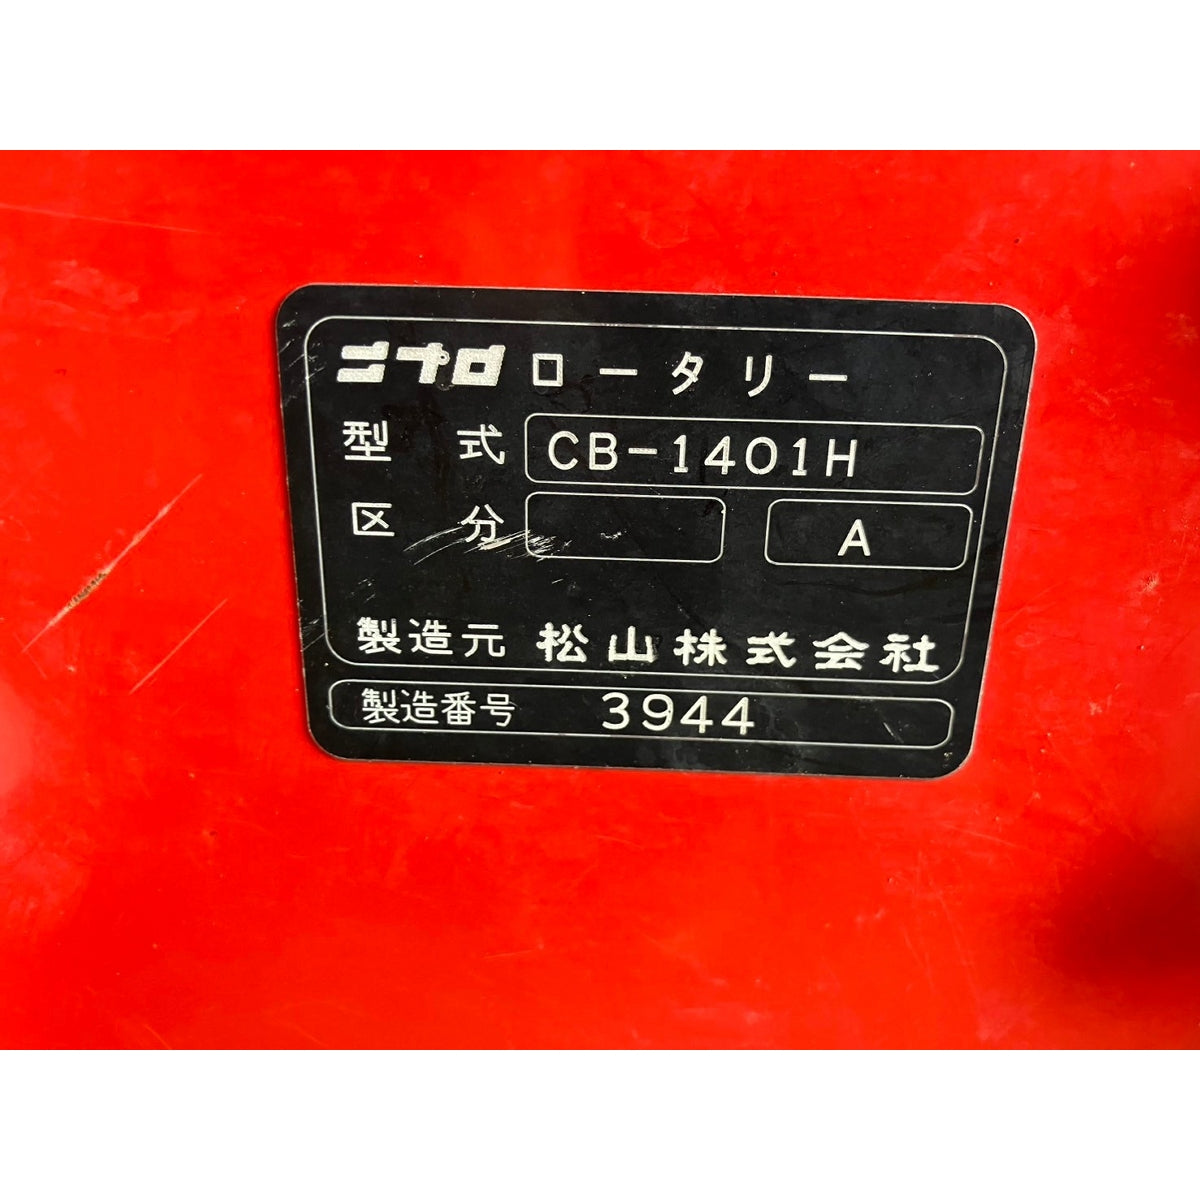 ニプロ ロータリー
型式 CB-1401H
区分 A
製造元 松山株式会社
製造番号 3944